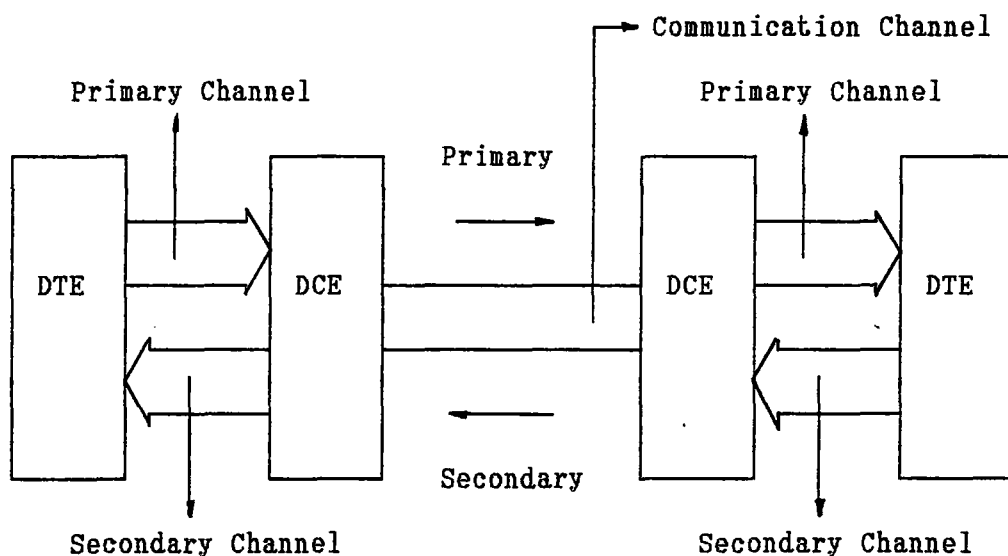 Communication Channel
Primary Channel
Primary Channel
Primary
DTE
DCE
DCE
DTE
Secondary
Secondary Channel
Secondary Channel